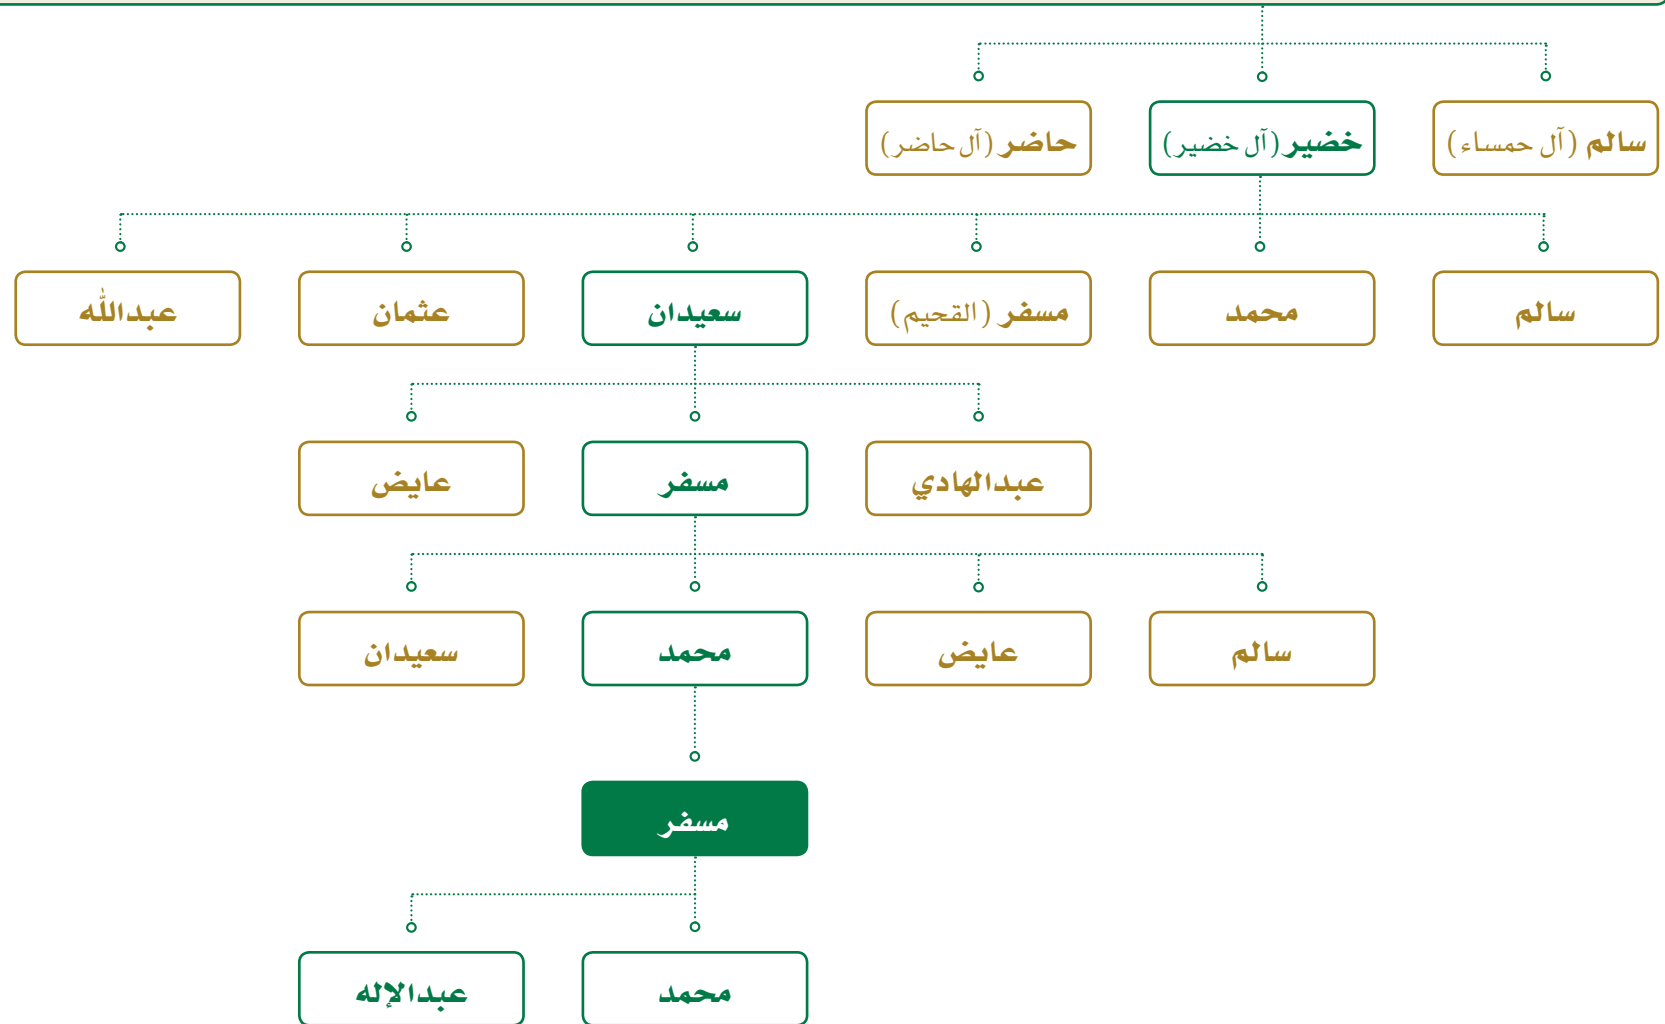 سالم (آل حمساء)
خضير (آل خضير)
حاضر (آل حاضر)
سالم
محمد
مسفر (القحيم)
سعيدان
عثمان
عبدالله
عبدالهادي
مسفر
عايض
سالم
عايض
محمد
سعيدان
مسفر
محمد
عبدالإله